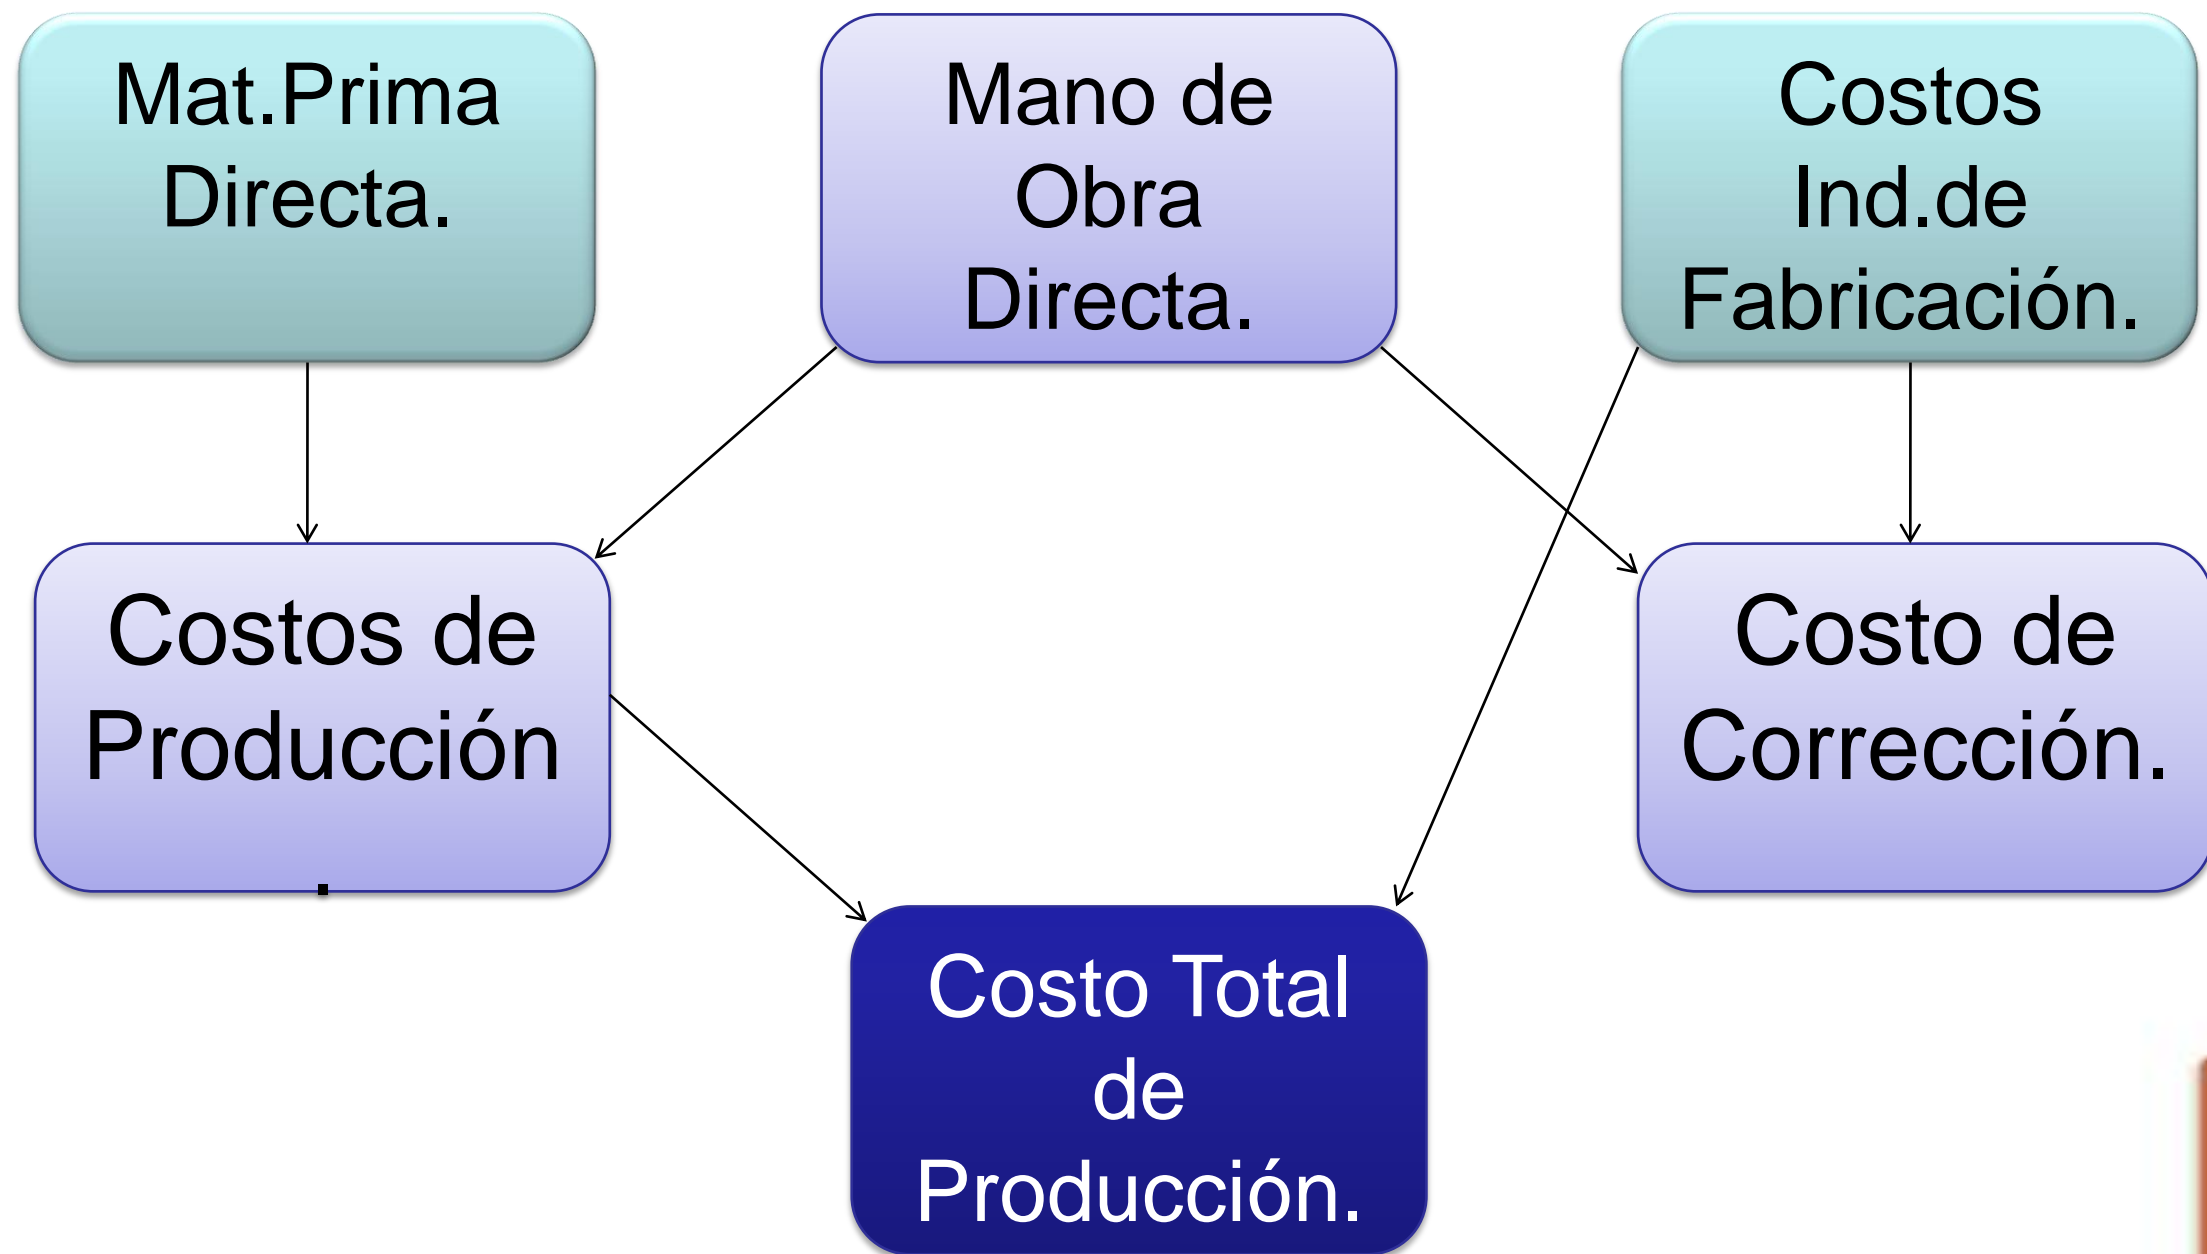 Mat.Prima
Directa.
Mano de
Obra
Directa.
Costos
Ind.de
Fabricación.
Costos de
Producción
.
Costo de
Corrección.
Costo Total
de
Producción.